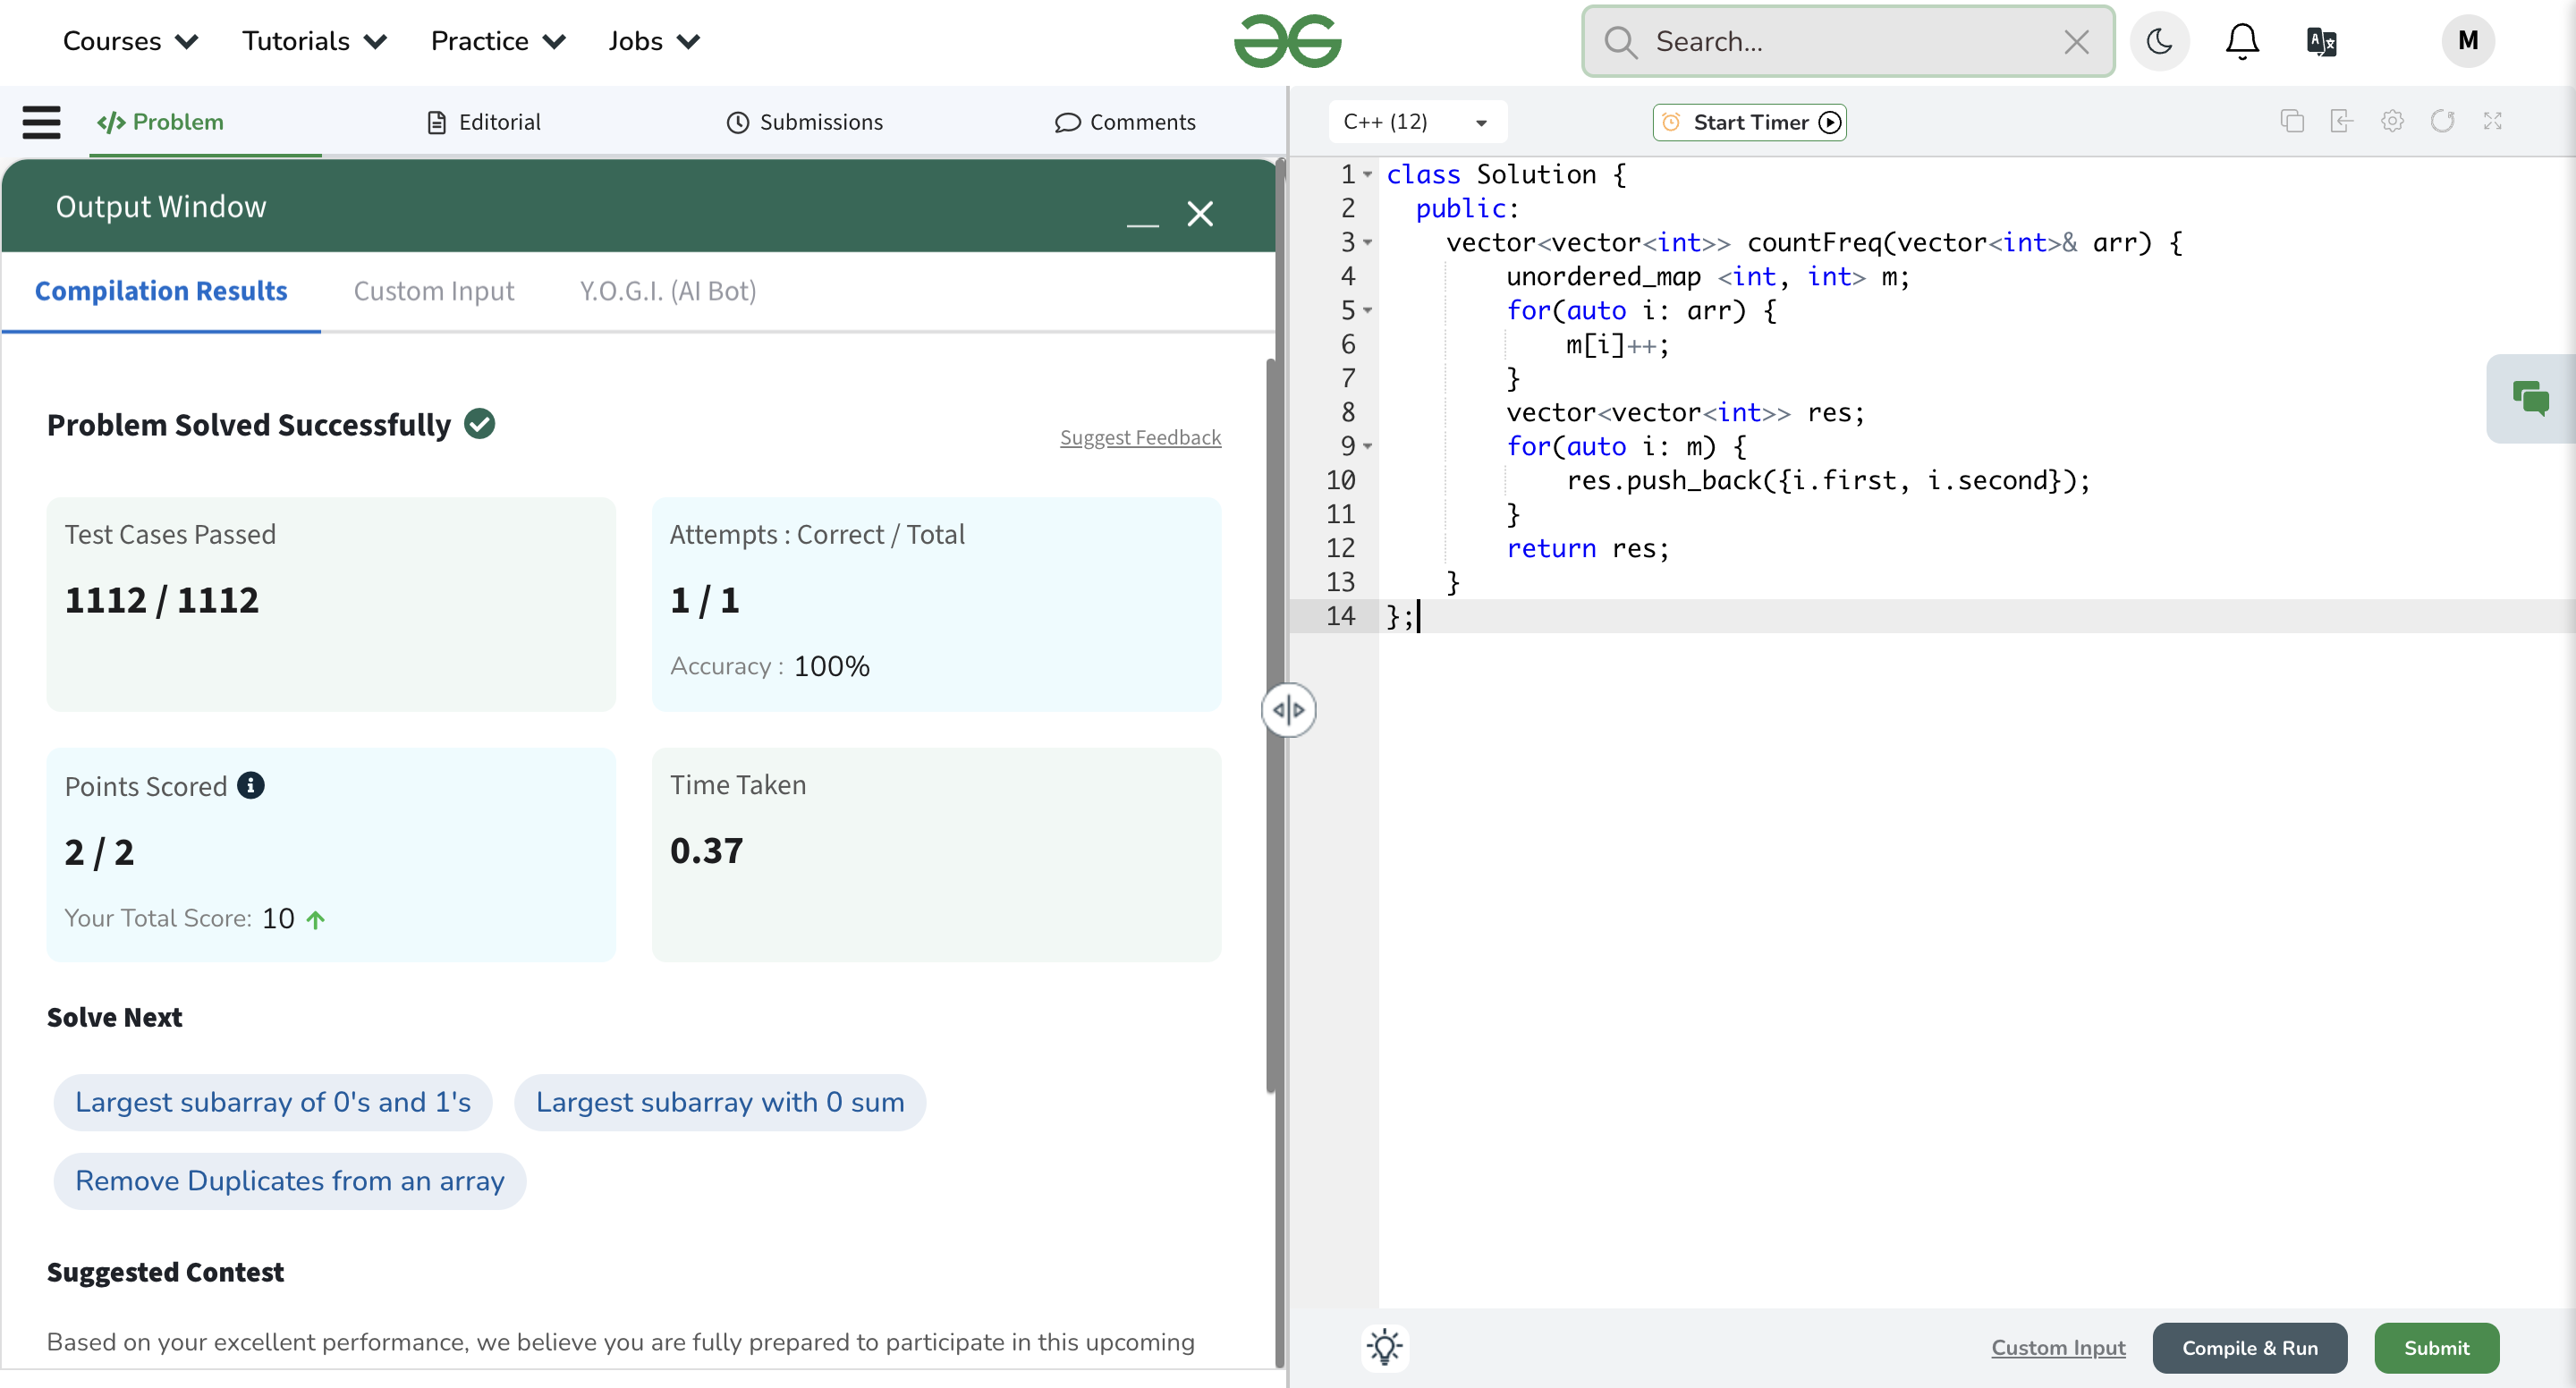 Courses Tutorials Practice Jobs Search... M
Problem Editorial Submissions Comments
Output Window
Compilation Results Custom Input Y.O.G.I. (AI Bot)
Problem Solved Successfully
Suggest Feedback
Test Cases Passed
1112 / 1112
Attempts : Correct / Total
1 / 1
Accuracy : 100%
Points Scored
2 / 2
Your Total Score: 10
Time Taken
0.37
Solve Next
Largest subarray of 0's and 1's
Largest subarray with 0 sum
Remove Duplicates from an array
Suggested Contest
Based on your excellent performance, we believe you are fully prepared to participate in this upcoming
C++ (12) Start Timer
1 class Solution {
2 public:
3 vector<vector<int>> countFreq(vector<int>& arr) {
4 unordered_map <int, int> m;
5 for(auto i: arr) {
6 m[i]++;
7 }
8 vector<vector<int>> res;
9 for(auto i: m) {
10 res.push_back({i.first, i.second});
11 }
12 return res;
13 }
14 };
Custom Input Compile & Run Submit